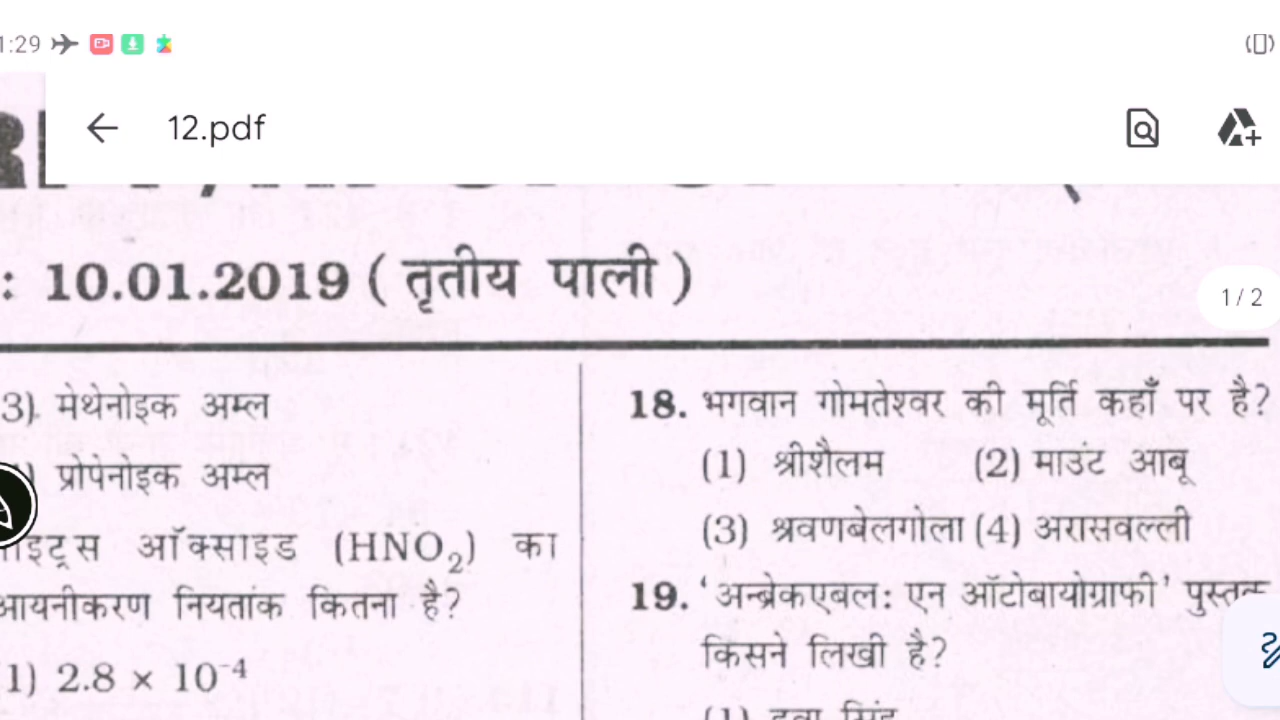 1:29
12.pdf
: 10.01.2019 ( तृतीय पाली )
1 / 2
3) मेथेनोइक अम्ल
) प्रोपेनोइक अम्ल
ऑक्साइड (HNO₂) का
आयनीकरण नियतांक कितना है?
1) 2.8 × 10⁻⁴
18. भगवान गोमतेश्वर की मूर्ति कहाँ पर है?
(1) श्रीशैलम (2) माउंट आबू
(3) श्रवणबेलगोला (4) अरासवल्ली
19. ‘अन्ब्रेकएबल: एन ऑटोबायोग्राफी’ पुस्तक
किसने लिखी है?